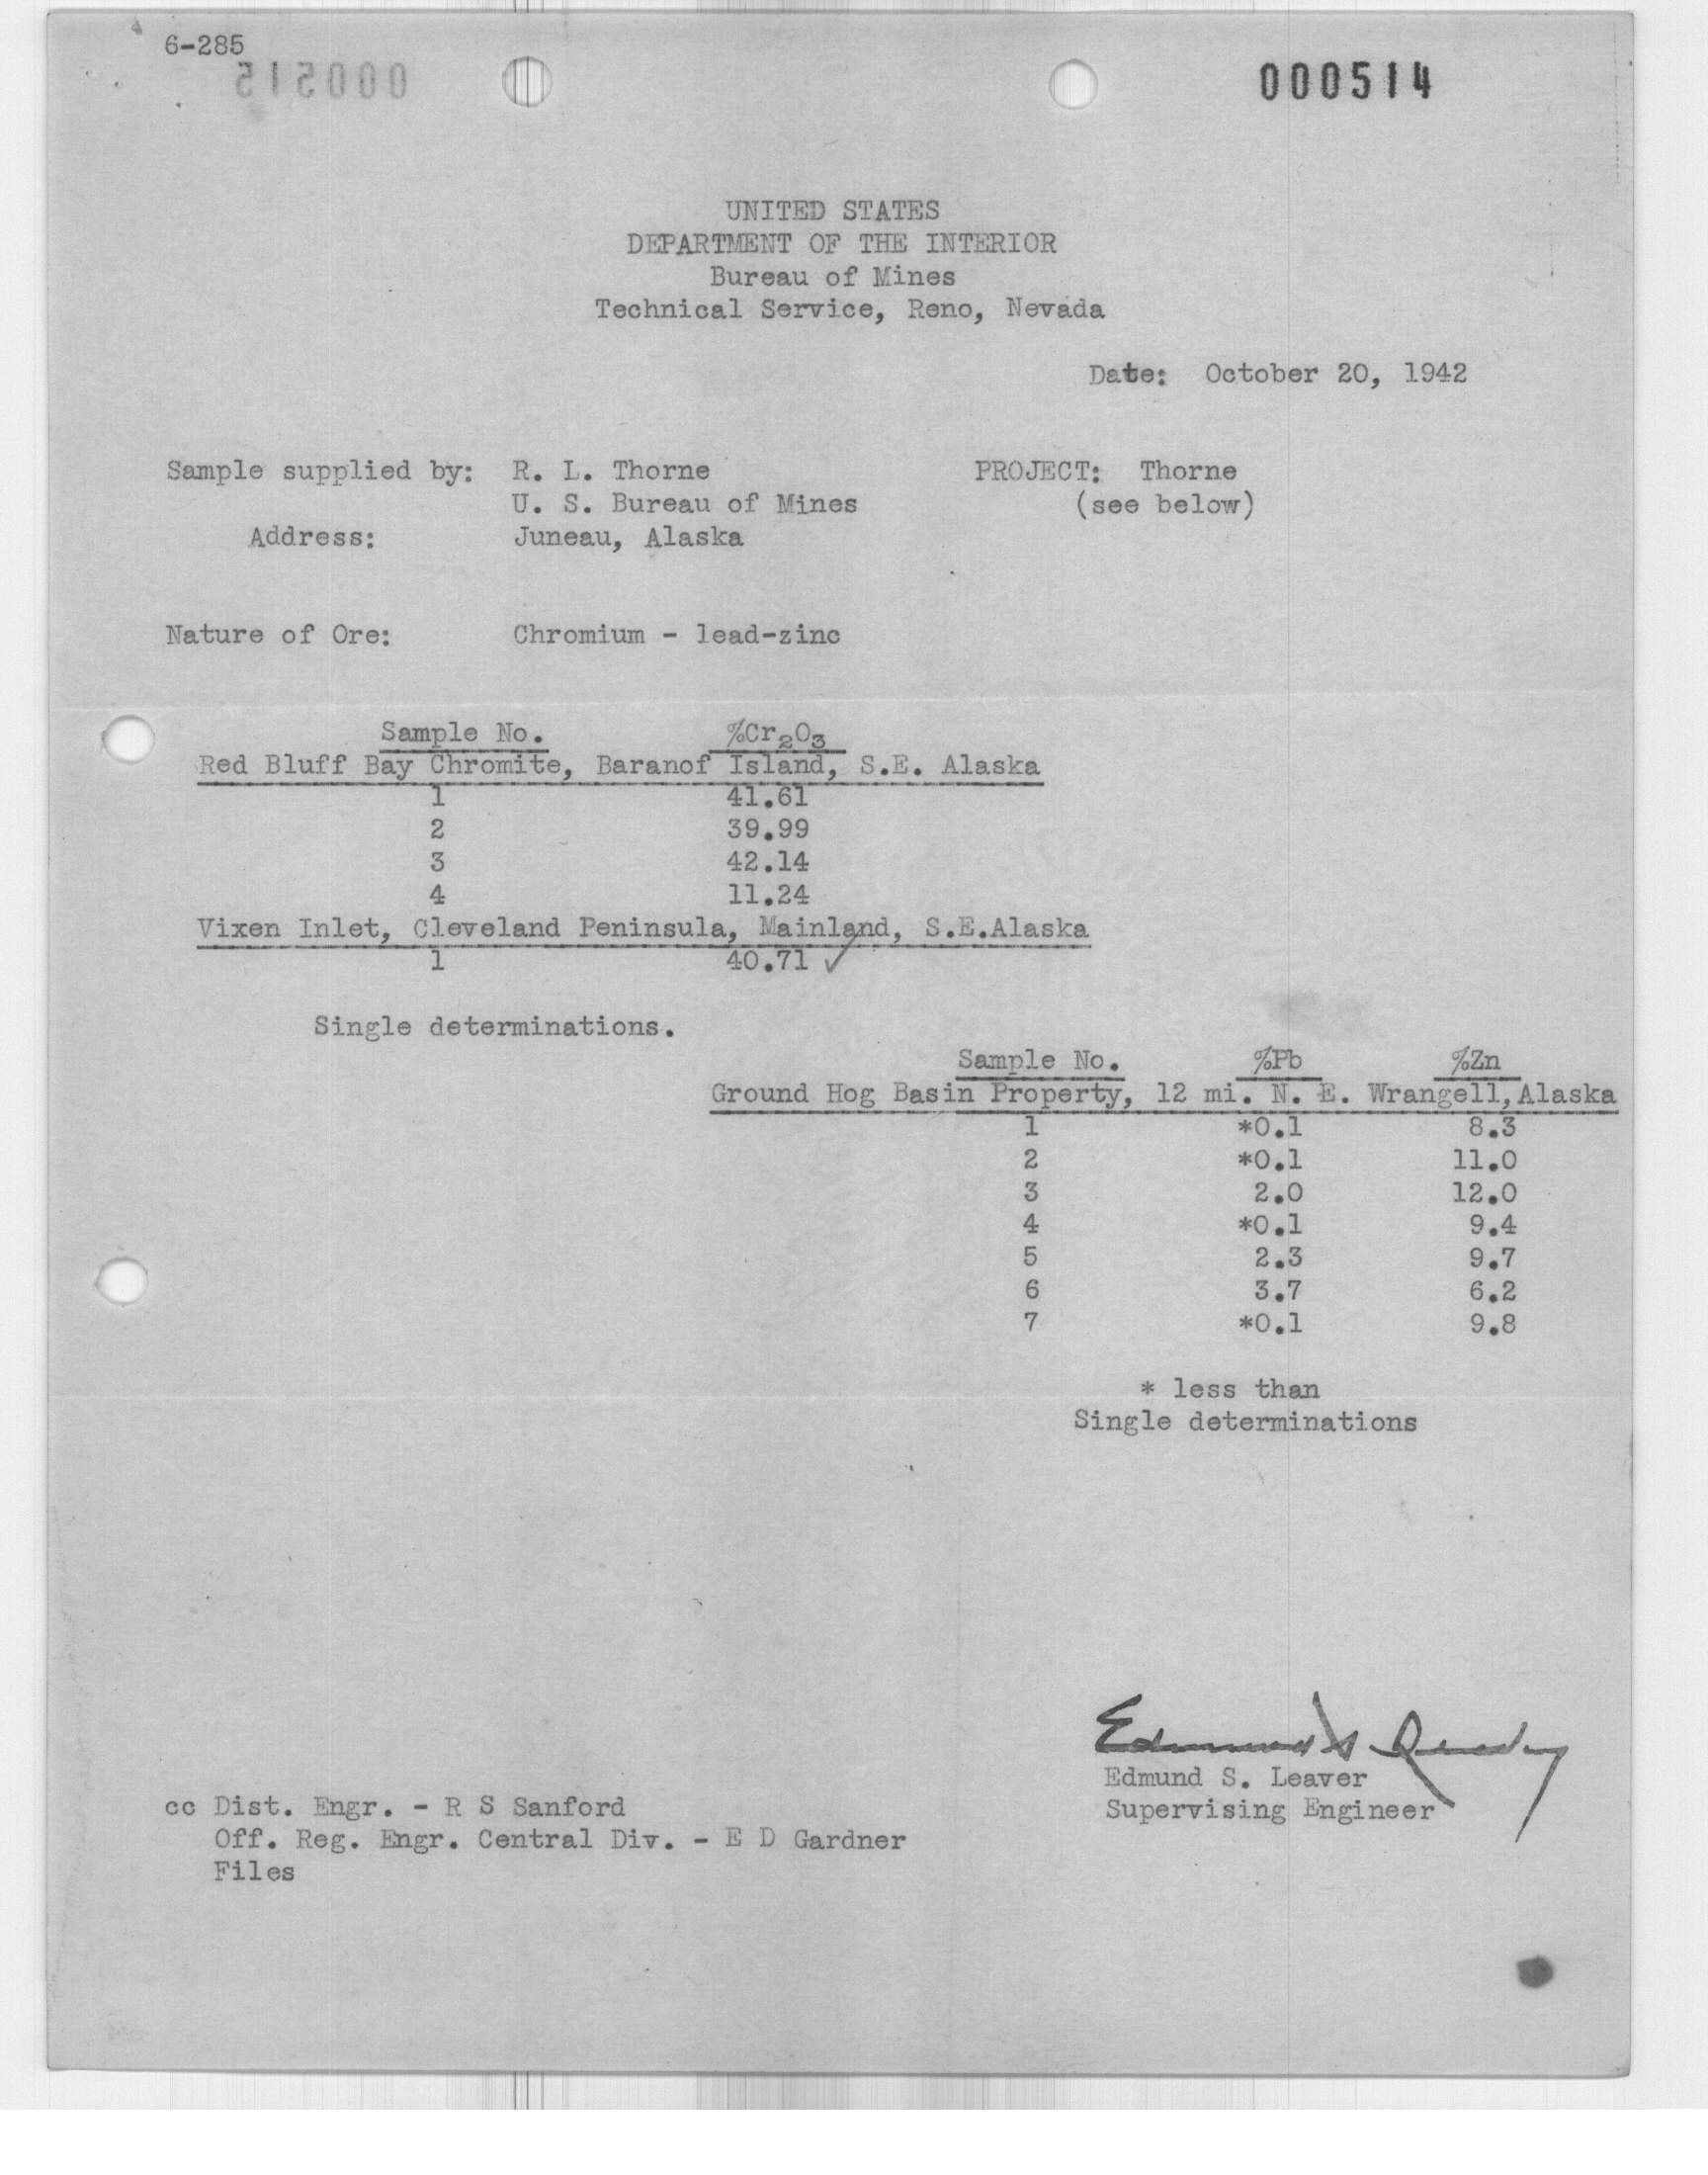 6-285
000515
000514
UNITED STATES
DEPARTMENT OF THE INTERIOR
Bureau of Mines
Technical Service, Reno, Nevada
Date: October 20, 1942
Sample supplied by: R. L. Thorne PROJECT: Thorne
U. S. Bureau of Mines (see below)
Address: Juneau, Alaska
Nature of Ore: Chromium - lead-zinc
Sample No. %Cr₂O₃
Red Bluff Bay Chromite, Baranof Island, S.E. Alaska
1 41.61
2 39.99
3 42.14
4 11.24
Vixen Inlet, Cleveland Peninsula, Mainland, S.E.Alaska
1 40.71 ✓
Single determinations.
Sample No. %Pb %Zn
Ground Hog Basin Property, 12 mi. N. E. Wrangell,Alaska
1 *0.1 8.3
2 *0.1 11.0
3 2.0 12.0
4 *0.1 9.4
5 2.3 9.7
6 3.7 6.2
7 *0.1 9.8
* less than
Single determinations
Edmund S. Leaver
Supervising Engineer
cc Dist. Engr. - R S Sanford
Off. Reg. Engr. Central Div. - E D Gardner
Files